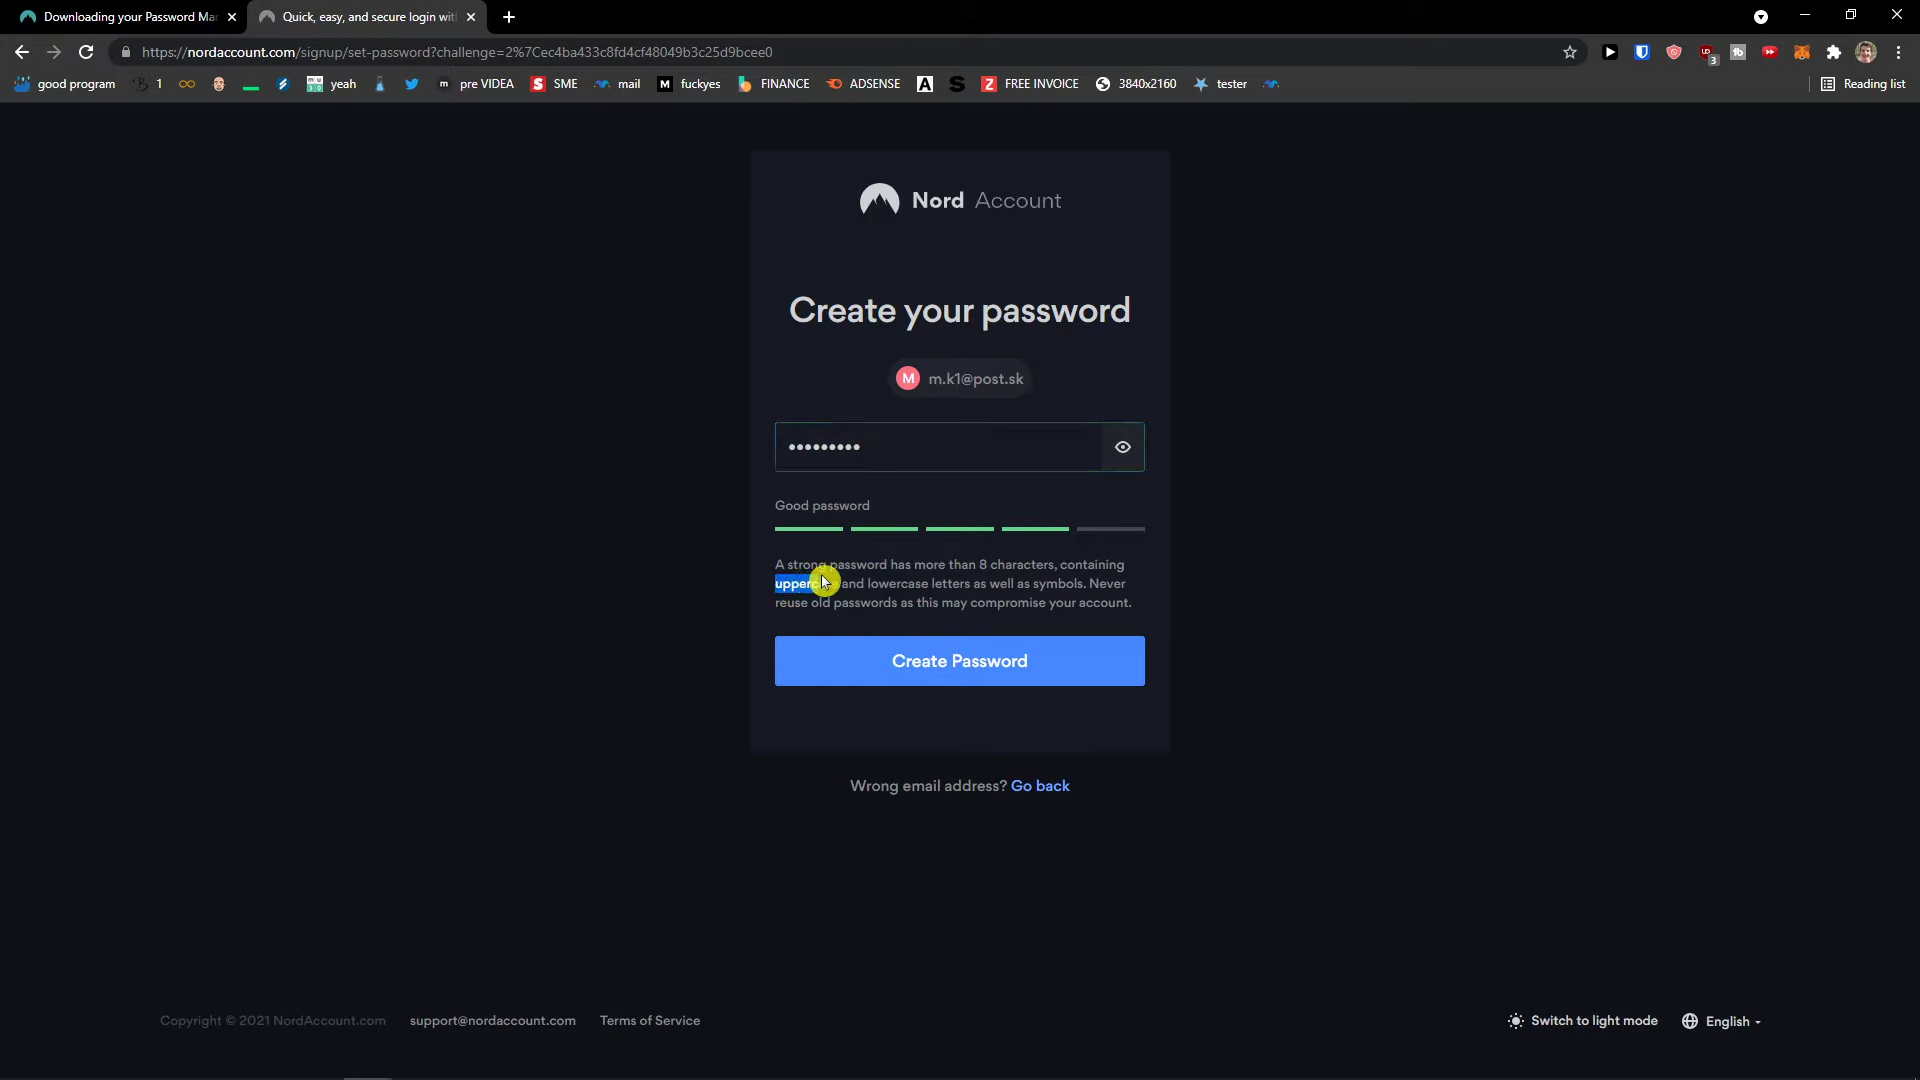 Downloading your Password Ma
Quick, easy, and secure login wit
https://nordaccount.com/signup/set-password?challenge=2%7Cec4ba433c8fd4cf48049b3c25d9bcee0
3
good program
1
yeah
pre VIDEA
SME
mail
fuckyes
FINANCE
ADSENSE
FREE INVOICE
3840x2160
tester
Reading list
Nord Account
Create your password
M m.k1@post.sk
•••••••••
Good password
A strong password has more than 8 characters, containing
upperc and lowercase letters as well as symbols. Never
reuse old passwords as this may compromise your account.
Create Password
Wrong email address? Go back
Copyright © 2021 NordAccount.com
support@nordaccount.com
Terms of Service
Switch to light mode
English